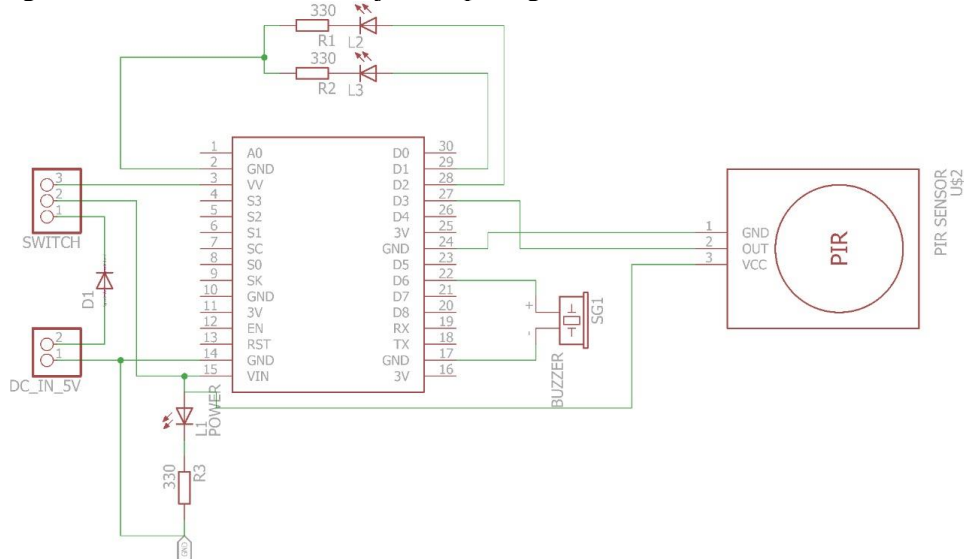 330
R1
L2
330
R2
L3
1 A0 D0 30
2 GND D1 29
3 VV D2 28
4 S3 D3 27
5 S2 D4 26
6 S1 3V 25
7 SC GND 24
8 S0 D5 23
9 SK D6 22
10 GND D7 21
11 3V D8 20
12 EN RX 19
13 RST TX 18
14 GND GND 17
15 VIN 3V 16
3
2
1
SWITCH
D1
2
1
DC_IN_5V
L1
POWER
330
R3
GND
+
-
SG1
BUZZER
1 GND
2 OUT
3 VCC
PIR
PIR SENSOR
U$2